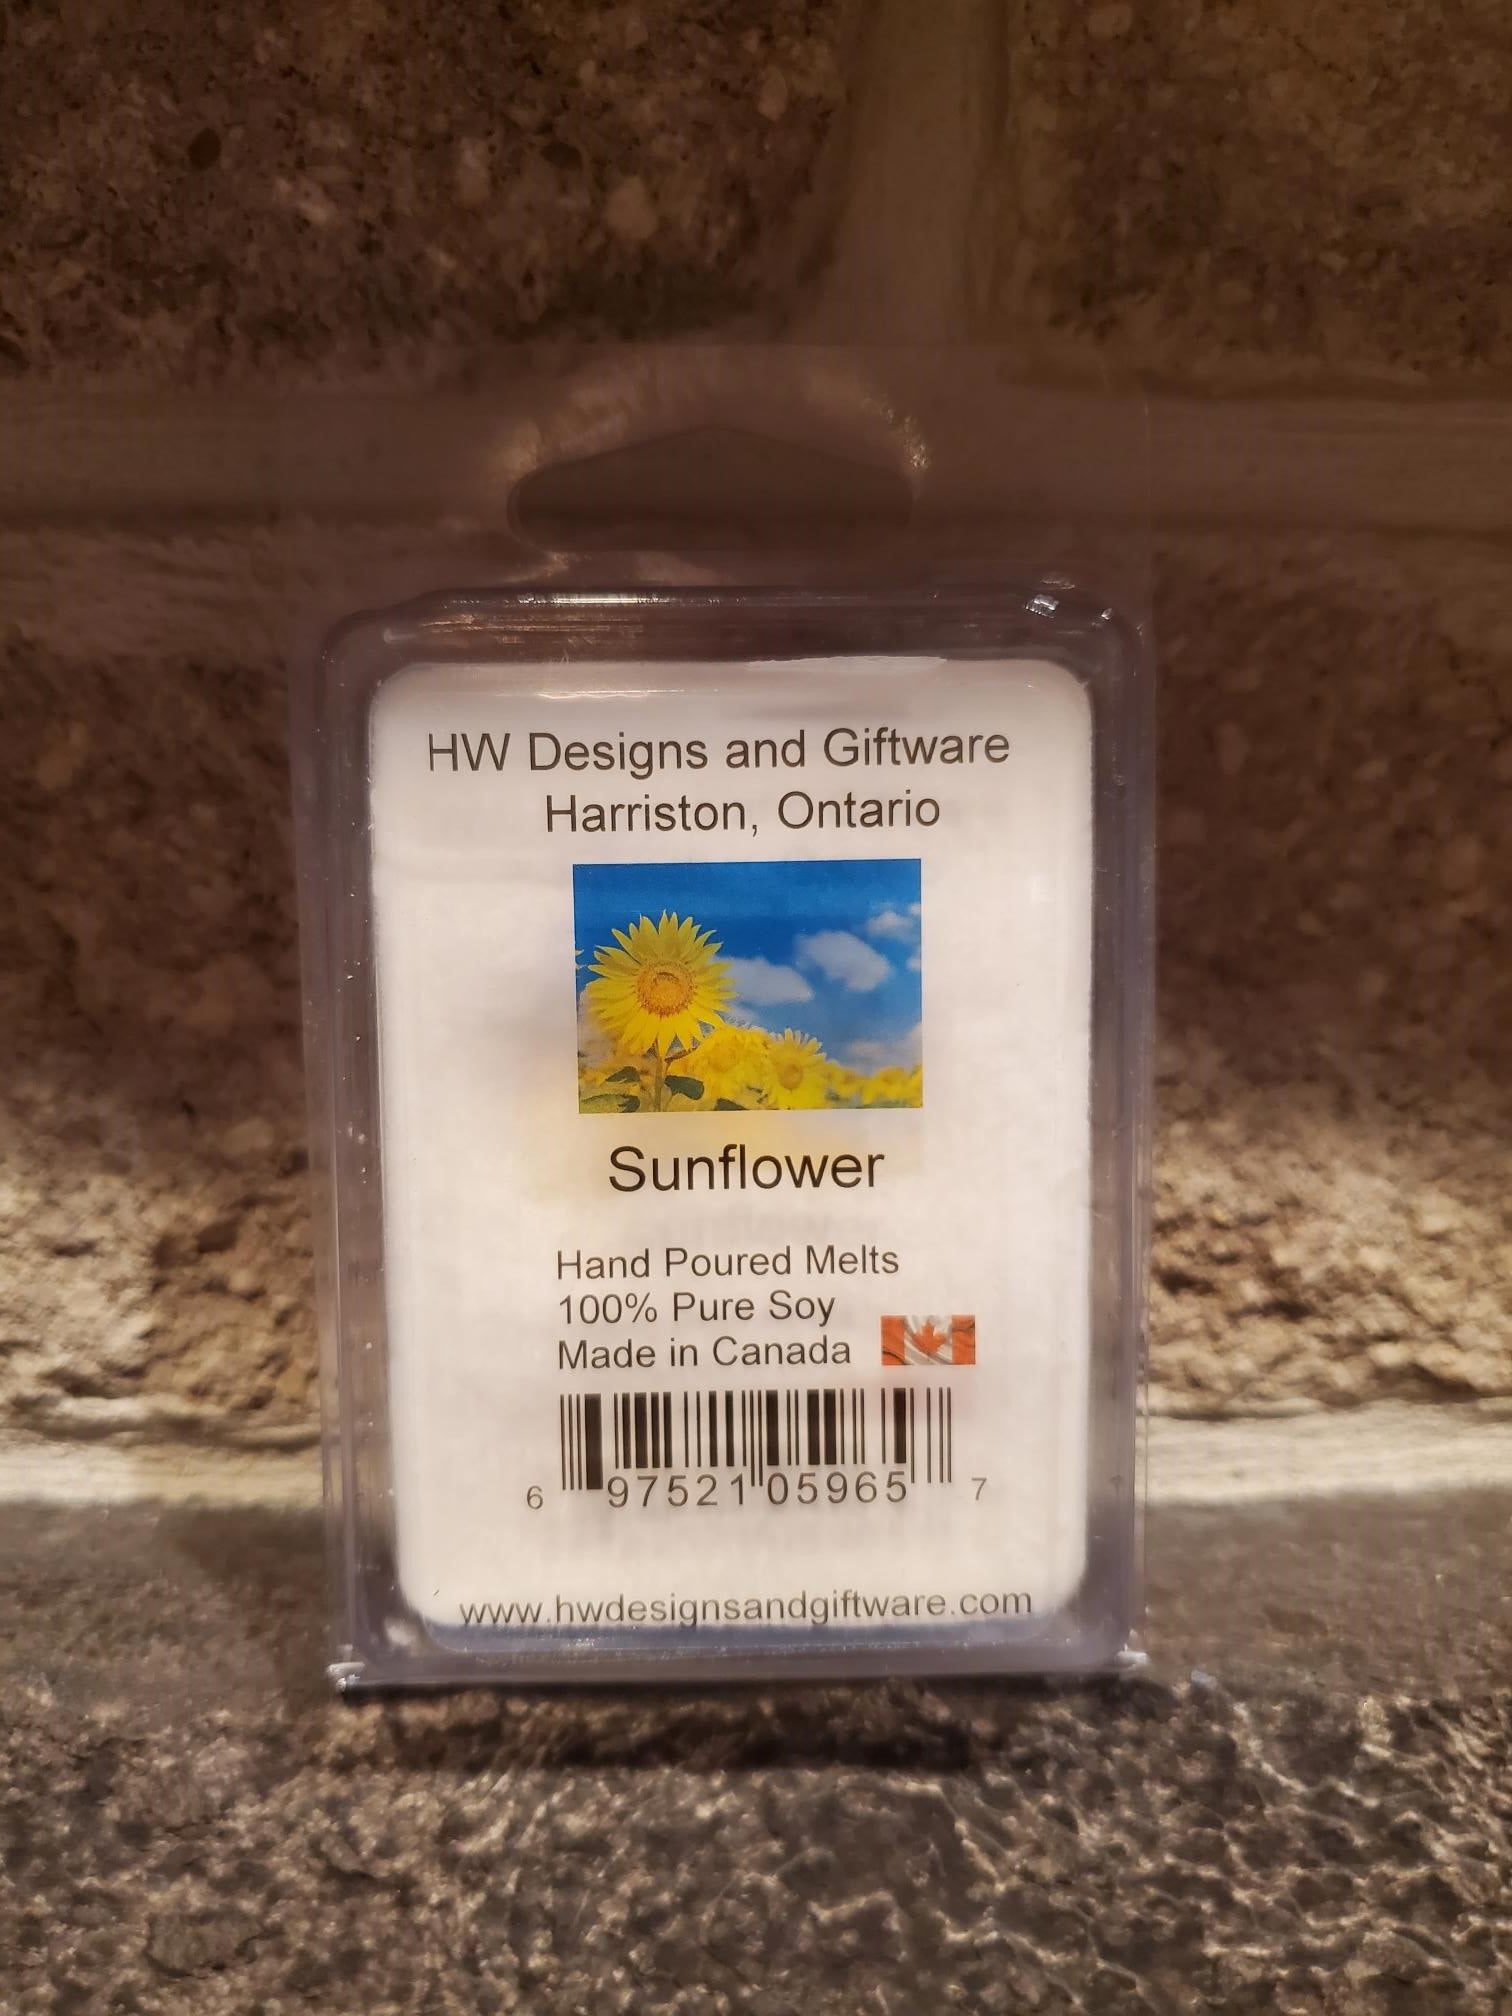 HW Designs and Giftware
Harriston, Ontario
Sunflower
Hand Poured Melts
100% Pure Soy
Made in Canada
6 97521 05965 7
www.hwdesignsandgiftware.com